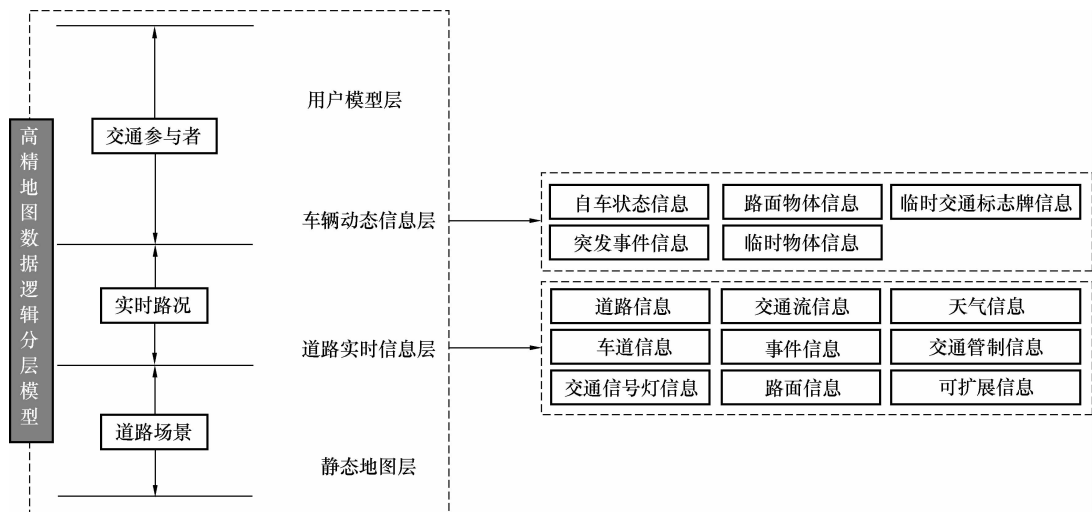 高精地图数据逻辑分层模型
交通参与者
实时路况
道路场景
用户模型层
车辆动态信息层
道路实时信息层
静态地图层
自车状态信息
路面物体信息
临时交通标志牌信息
突发事件信息
临时物体信息
道路信息
交通流信息
天气信息
车道信息
事件信息
交通管制信息
交通信号灯信息
路面信息
可扩展信息